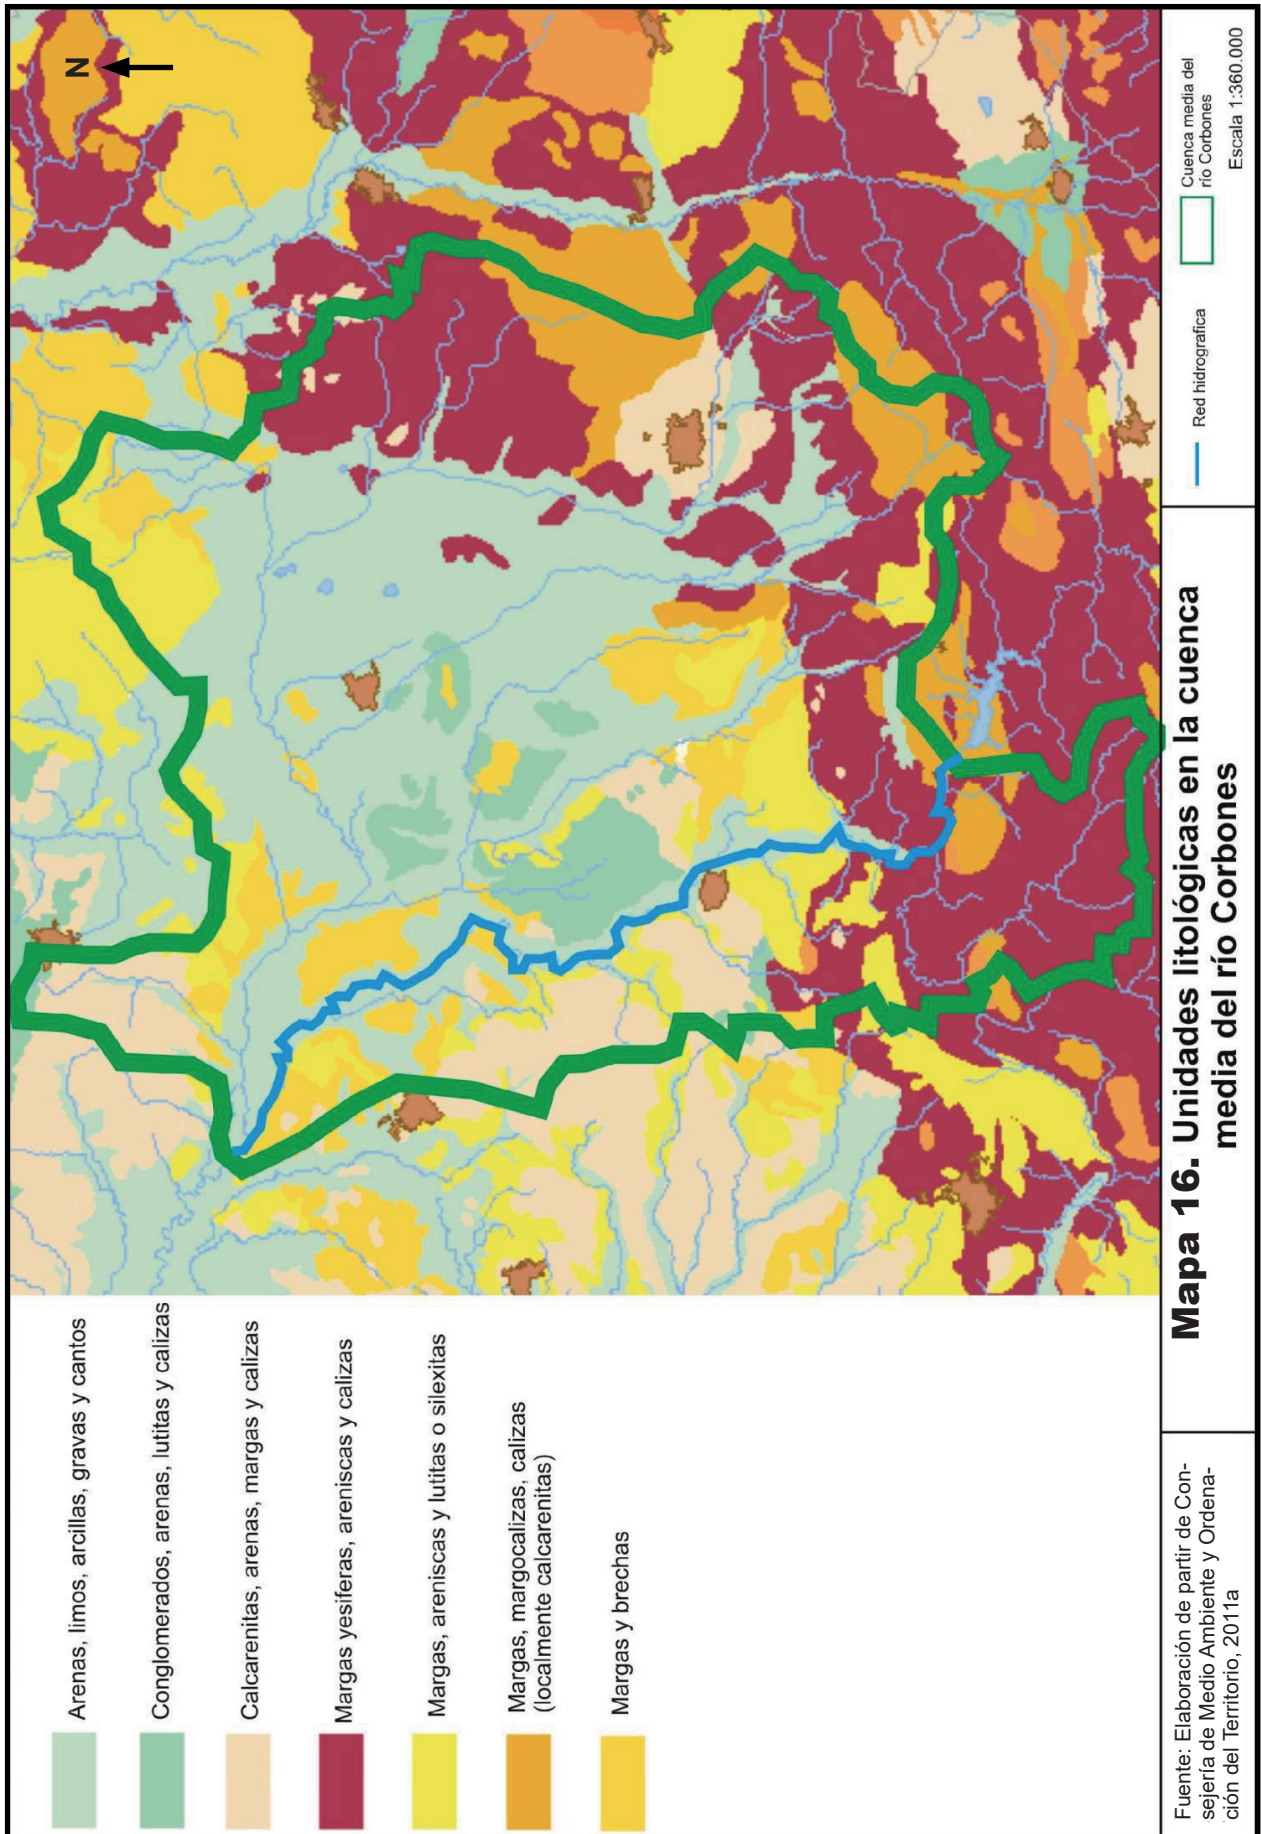 N
Arenas, limos, arcillas, gravas y cantos
Conglomerados, arenas, lutitas y calizas
Calcarenitas, arenas, margas y calizas
Margas yesíferas, areniscas y calizas
Margas, areniscas y lutitas o silexitas
Margas, margocalizas, calizas
(localmente calcarenitas)
Margas y brechas
Fuente: Elaboración de partir de Con-
sejería de Medio Ambiente y Ordena-
ción del Territorio, 2011a
Mapa 16. Unidades litológicas en la cuenca
media del río Corbones
Red hidrografica
Cuenca media del
río Corbones
Escala 1:360.000